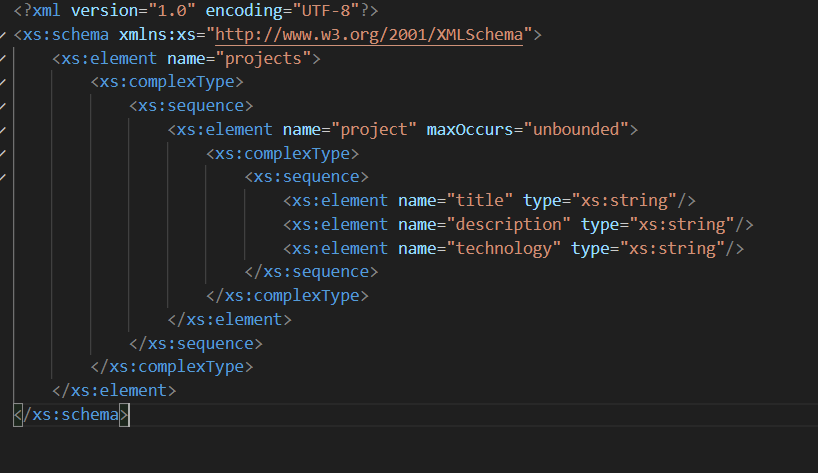 <?xml version="1.0" encoding="UTF-8"?>
<xs:schema xmlns:xs="http://www.w3.org/2001/XMLSchema">
    <xs:element name="projects">
        <xs:complexType>
            <xs:sequence>
                <xs:element name="project" maxOccurs="unbounded">
                    <xs:complexType>
                        <xs:sequence>
                            <xs:element name="title" type="xs:string"/>
                            <xs:element name="description" type="xs:string"/>
                            <xs:element name="technology" type="xs:string"/>
                        </xs:sequence>
                    </xs:complexType>
                </xs:element>
            </xs:sequence>
        </xs:complexType>
    </xs:element>
</xs:schema>